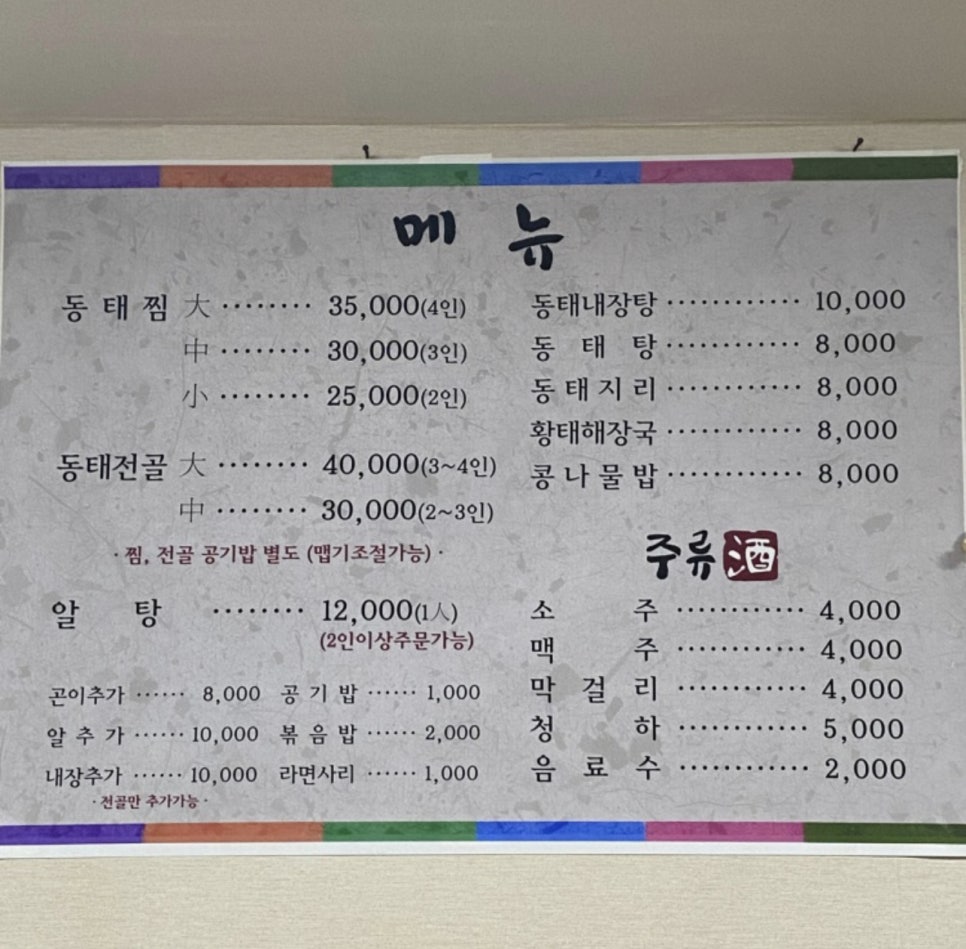 메뉴
동태찜 大 ········ 35,000(4인)
中 ········ 30,000(3인)
小 ········ 25,000(2인)
동태전골 大 ········ 40,000(3~4인)
中 ········ 30,000(2~3인)
· 찜, 전골 공기밥 별도 (맵기조절가능) ·
알탕 ········ 12,000(1人)
(2인이상주문가능)
곤이추가 ······ 8,000 공기밥 ······ 1,000
알추가 ······ 10,000 볶음밥 ······ 2,000
내장추가 ······ 10,000 라면사리 ······ 1,000
· 전골만 추가가능 ·
동태내장탕 ············ 10,000
동태탕 ············ 8,000
동태지리 ············ 8,000
황태해장국 ············ 8,000
콩나물밥 ············ 8,000
주류 酒
소주 ············ 4,000
맥주 ············ 4,000
막걸리 ············ 4,000
청하 ············ 5,000
음료수 ············ 2,000